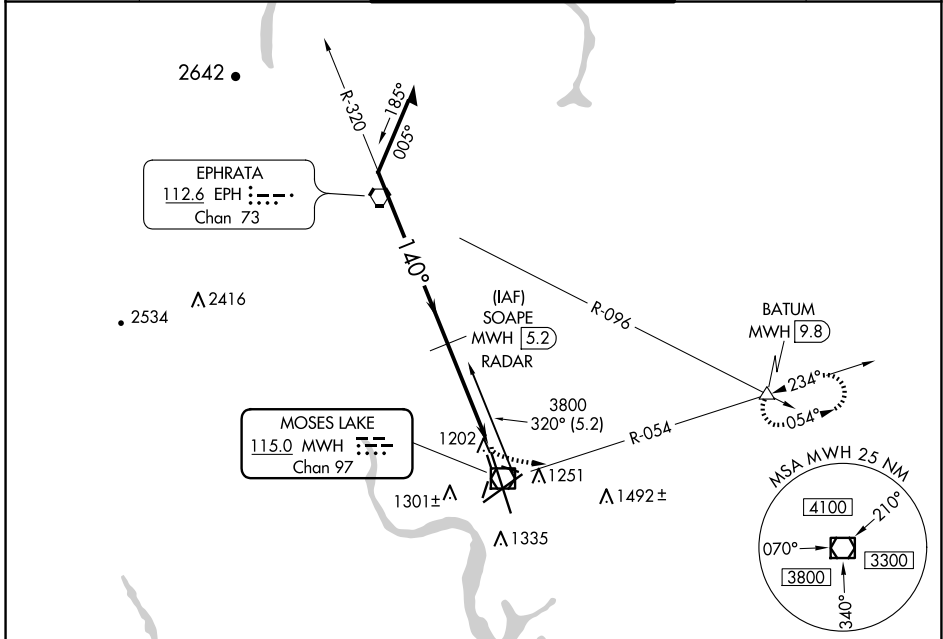 2642
R-320
185°
005°
EPHRATA
112.6 EPH
Chan 73
140°
2416
2534
(IAF)
SOAPE
MWH 5.2
RADAR
R-096
BATUM
MWH 9.8
234°
054°
3800
320° (5.2)
R-054
MOSES LAKE
115.0 MWH
Chan 97
1202
1251
1301±
1492±
1335
MSA MWH 25 NM
4100
210°
070°
3300
3800
340°